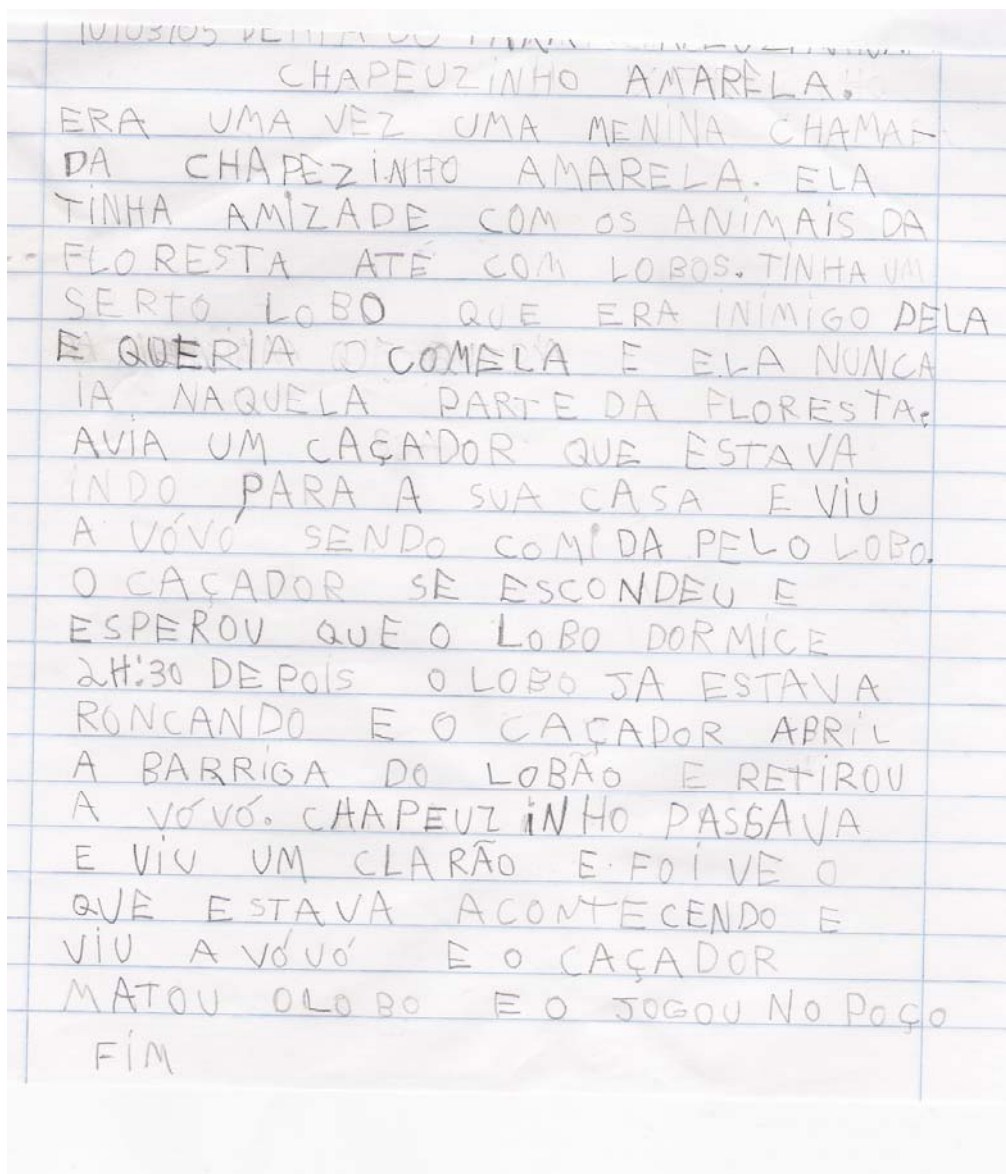 10/03/05
CHAPEUZINHO AMARELA.
ERA UMA VEZ UMA MENINA CHAMA-
DA CHAPEZINHO AMARELA. ELA
TINHA AMIZADE COM OS ANIMAIS DA
FLORESTA ATÉ COM LOBOS. TINHA UM
SERTO LOBO QUE ERA INIMIGO DELA
E QUERIA COMELA E ELA NUNCA
IA NAQUELA PARTE DA FLORESTA.
AVIA UM CAÇADOR QUE ESTAVA
INDO PARA A SUA CASA E VIU
A VÓVÓ SENDO COMIDA PELO LOBO.
O CAÇADOR SE ESCONDEU E
ESPEROU QUE O LOBO DORMICE
2H:30 DEPOIS O LOBO JA ESTAVA
RONCANDO E O CAÇADOR ABRIL
A BARRIGA DO LOBÃO E RETIROU
A VÓVÓ. CHAPEUZINHO PASSAVA
E VIU UM CLARÃO E FOI VE O
QUE ESTAVA ACONTECENDO E
VIU A VÓVÓ E O CAÇADOR
MATOU OLOBO E O JOGOU NO POÇO
FIM